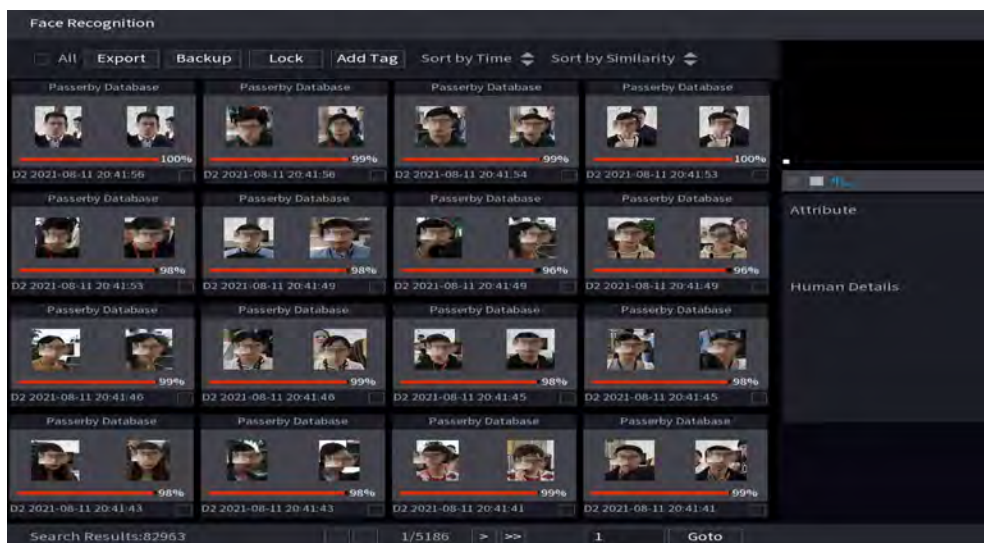 Face Recognition
All Export Backup Lock Add Tag Sort by Time Sort by Similarity
Passerby Database Passerby Database Passerby Database Passerby Database
100% 99% 99% 100%
D2 2021-08-11 20:41:56 D2 2021-08-11 20:41:56 D2 2021-08-11 20:41:54 D2 2021-08-11 20:41:53
Passerby Database Passerby Database Passerby Database Passerby Database
Attribute
98% 98% 96% 96%
D2 2021-08-11 20:41:53 D2 2021-08-11 20:41:49 D2 2021-08-11 20:41:49 D2 2021-08-11 20:41:49
Human Details
Passerby Database Passerby Database Passerby Database Passerby Database
99% 99% 98% 98%
D2 2021-08-11 20:41:46 D2 2021-08-11 20:41:46 D2 2021-08-11 20:41:45 D2 2021-08-11 20:41:45
Passerby Database Passerby Database Passerby Database Passerby Database
98% 98% 99% 99%
D2 2021-08-11 20:41:43 D2 2021-08-11 20:41:43 D2 2021-08-11 20:41:41 D2 2021-08-11 20:41:41
Search Results:82963 1/5186 > >> 1 Goto